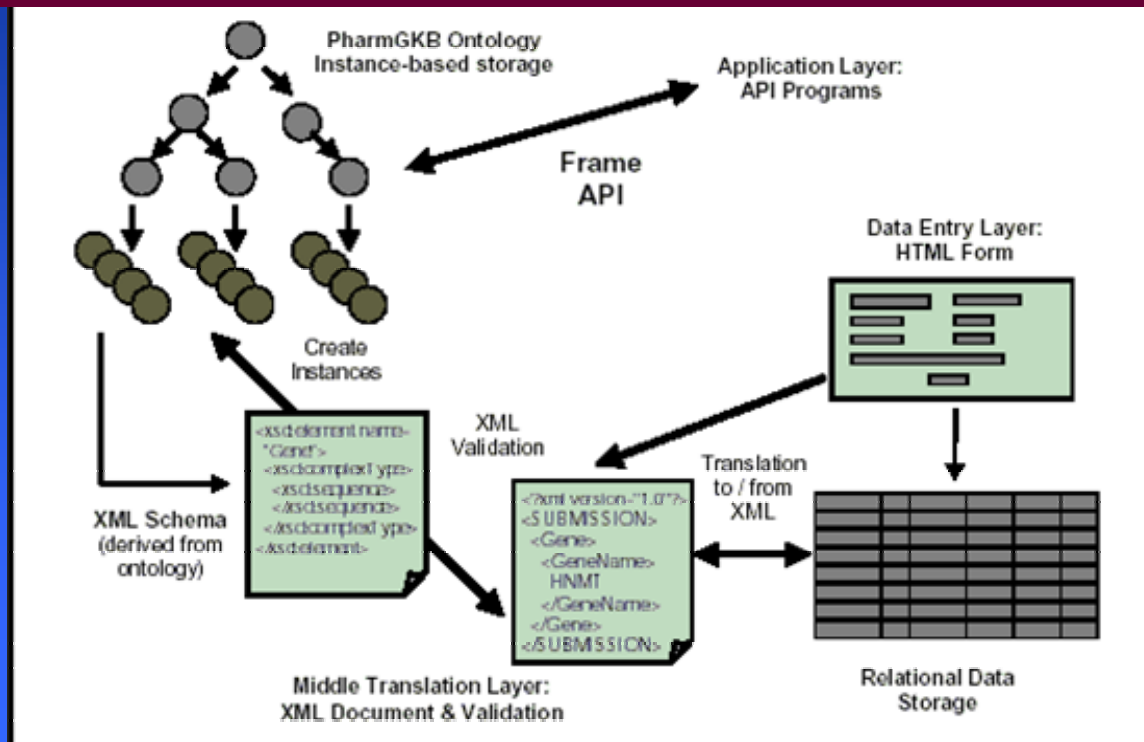 PharmGKB Ontology
Instance-based storage
Application Layer:
API Programs
Frame
API
Data Entry Layer:
HTML Form
Create
Instances
XML
Validation
Translation
to / from
XML
<xsd:element name=
"Gene">
<xsd:complexType>
<xsd:sequence>
</xsd:sequence>
</xsd:complexType>
</xsd:element>
XML Schema
(derived from
ontology)
<?xml version="1.0"?>
<SUBMISSION>
<Gene>
<GeneName>
HNMT
</GeneName>
</Gene>
</SUBMISSION>
Middle Translation Layer:
XML Document & Validation
Relational Data
Storage